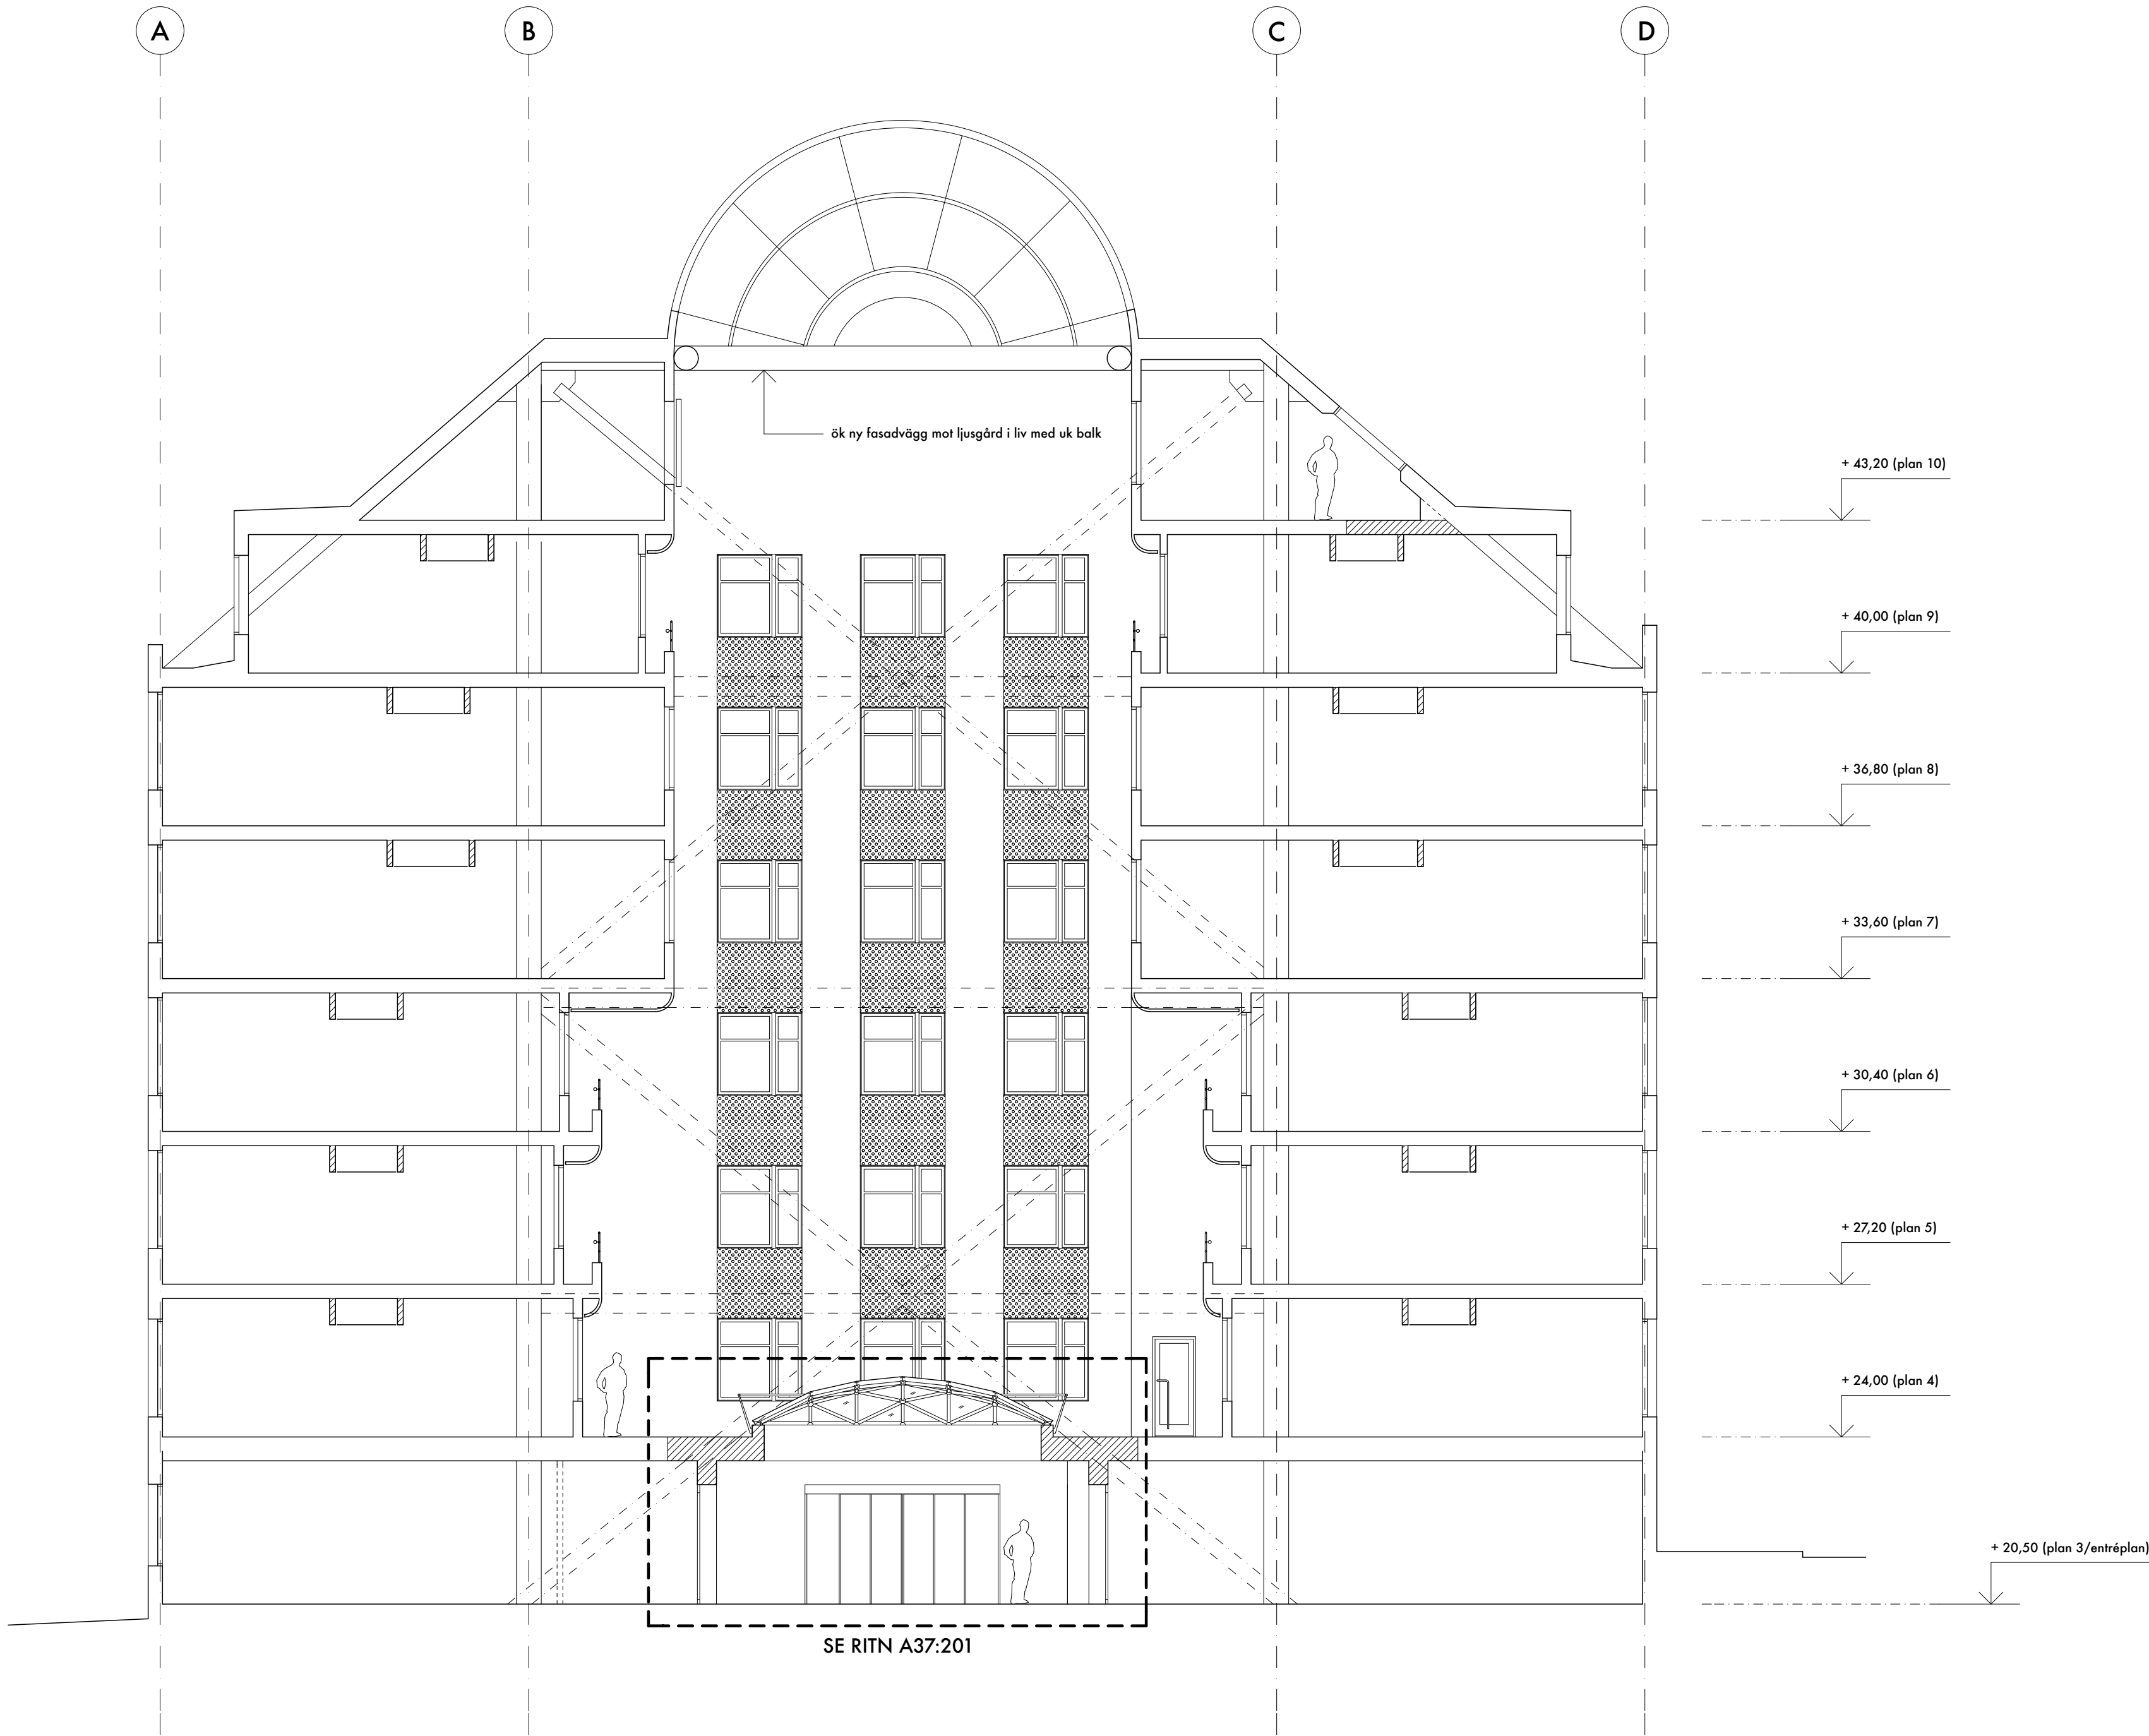 A
B
C
D
ök ny fasadvägg mot ljusgård i liv med uk balk
+ 43,20 (plan 10)
+ 40,00 (plan 9)
+ 36,80 (plan 8)
+ 33,60 (plan 7)
+ 30,40 (plan 6)
+ 27,20 (plan 5)
+ 24,00 (plan 4)
+ 20,50 (plan 3/entréplan)
SE RITN A37:201